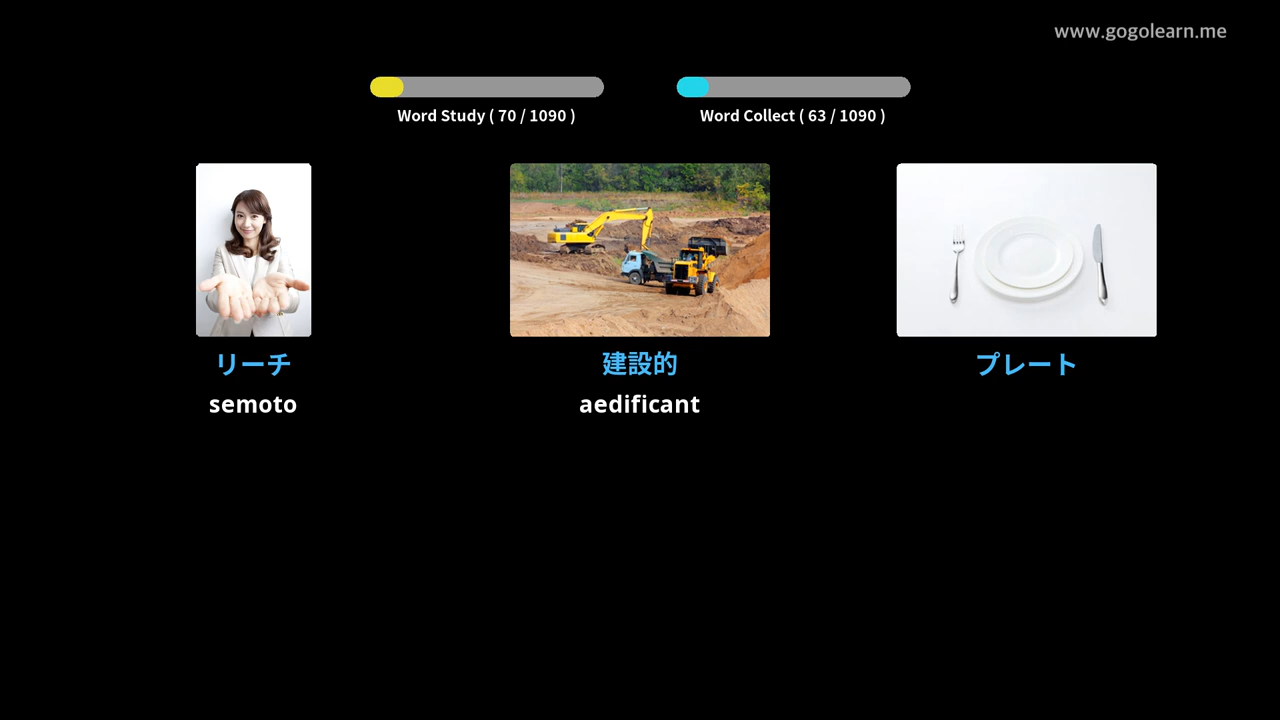 www.gogolearn.me
Word Study ( 70 / 1090 )
Word Collect ( 63 / 1090 )
リーチ
建設的
プレート
semoto
aedificant